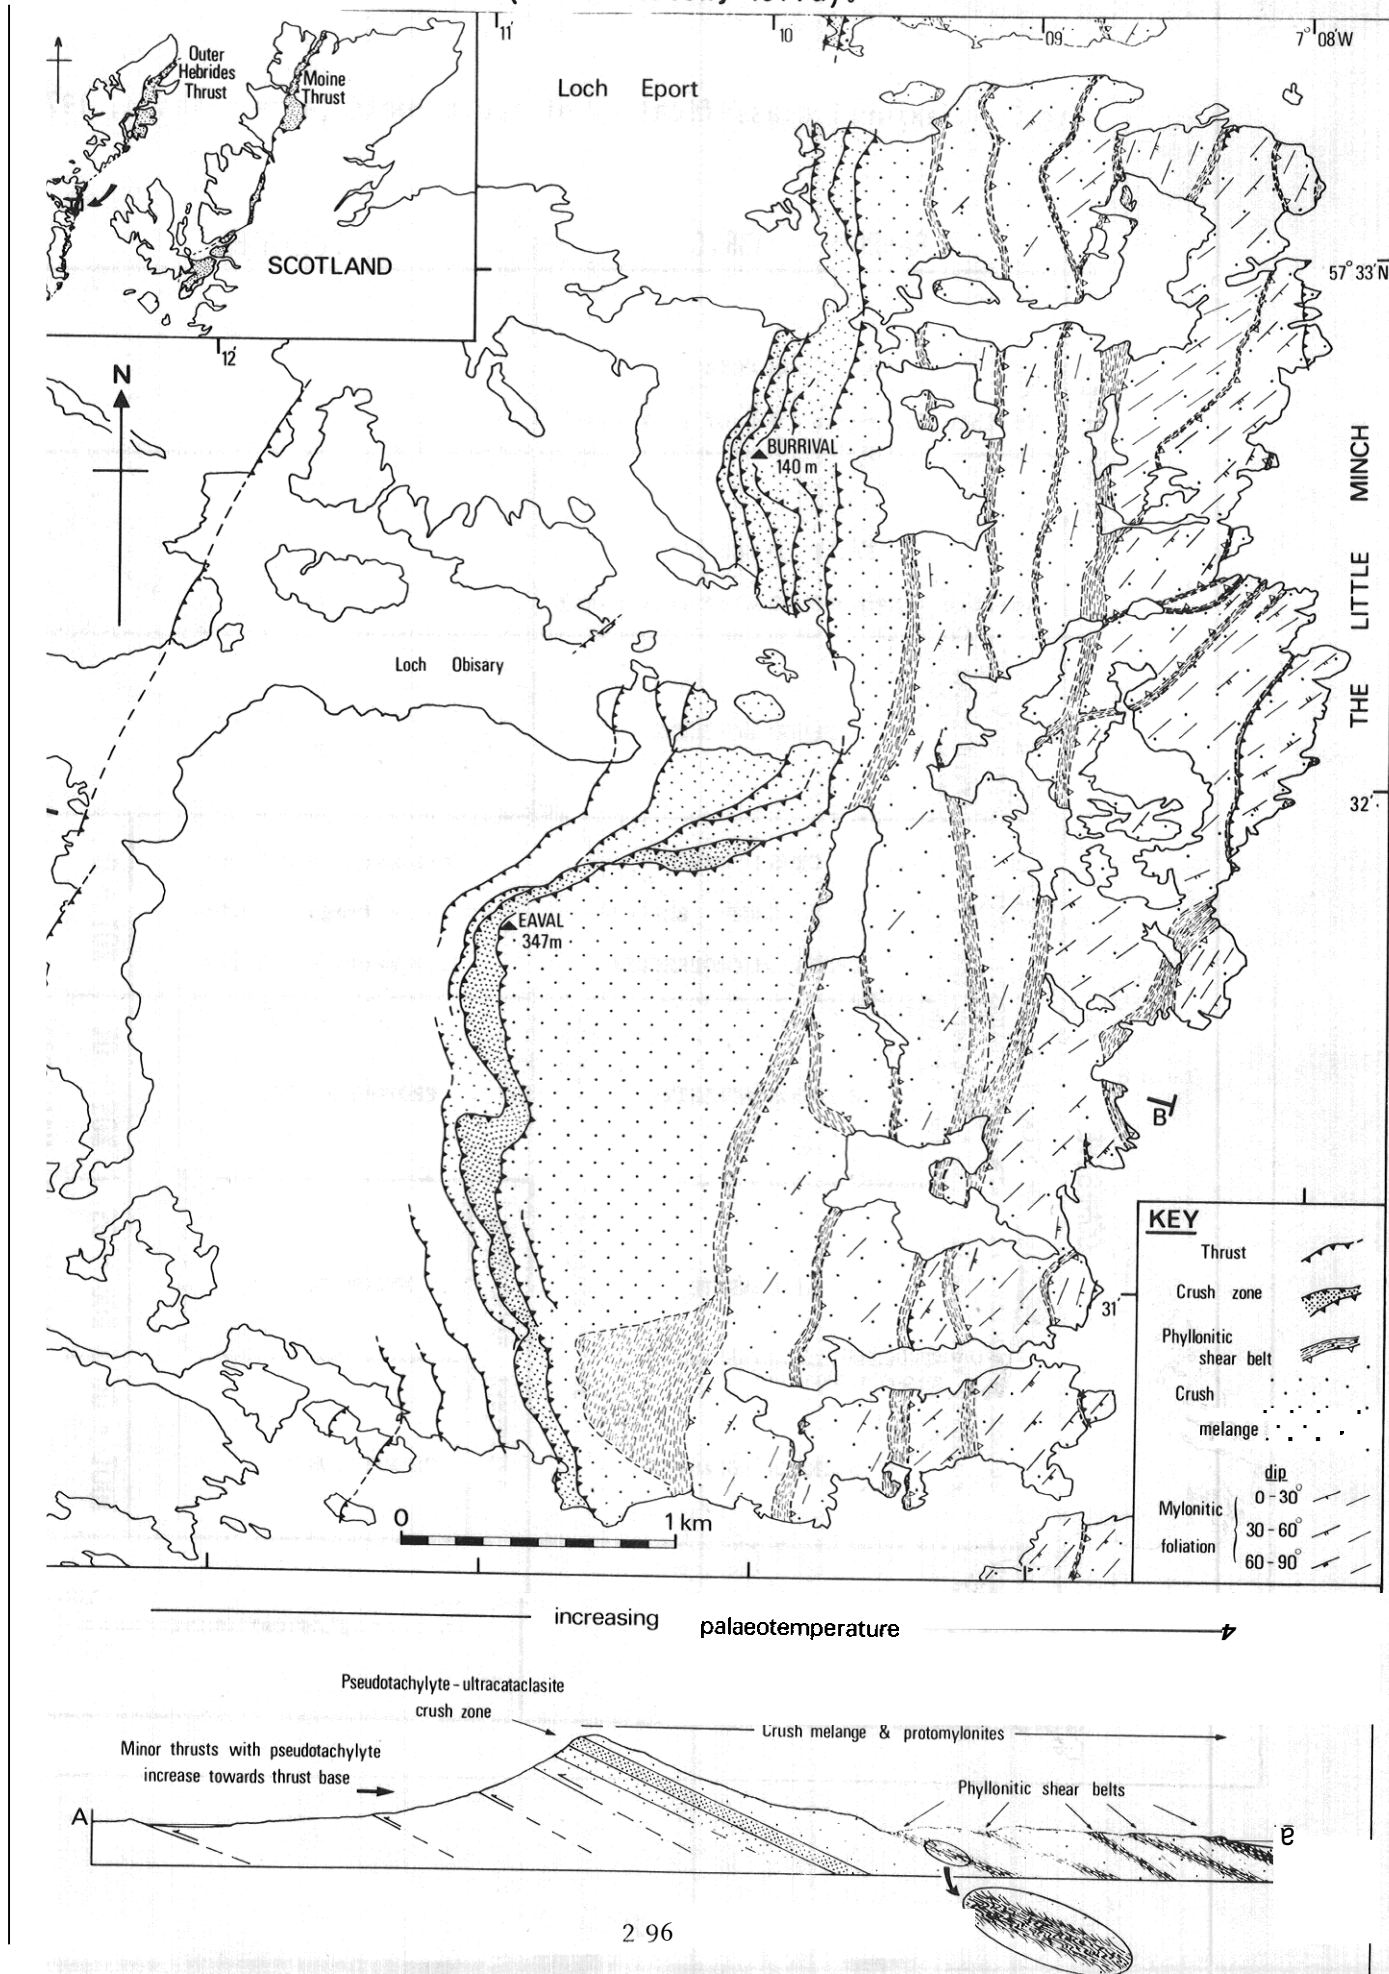 11'
10'
09'
7° 08'W
Outer
Hebrides
Thrust
Moine
Thrust
Loch Eport
SCOTLAND
57° 33'N
12'
N
BURRIVAL
140 m
THE LITTLE MINCH
Loch Obisary
32'
EAVAL
347m
B
KEY
Thrust
Crush zone
Phyllonitic
shear belt
Crush
melange
dip
Mylonitic
foliation
0-30°
30-60°
60-90°
31'
0
1 km
increasing palaeotemperature
Pseudotachylyte-ultracataclasite
crush zone
Crush melange & protomylonites
Minor thrusts with pseudotachylyte
increase towards thrust base
Phyllonitic shear belts
A
2 96